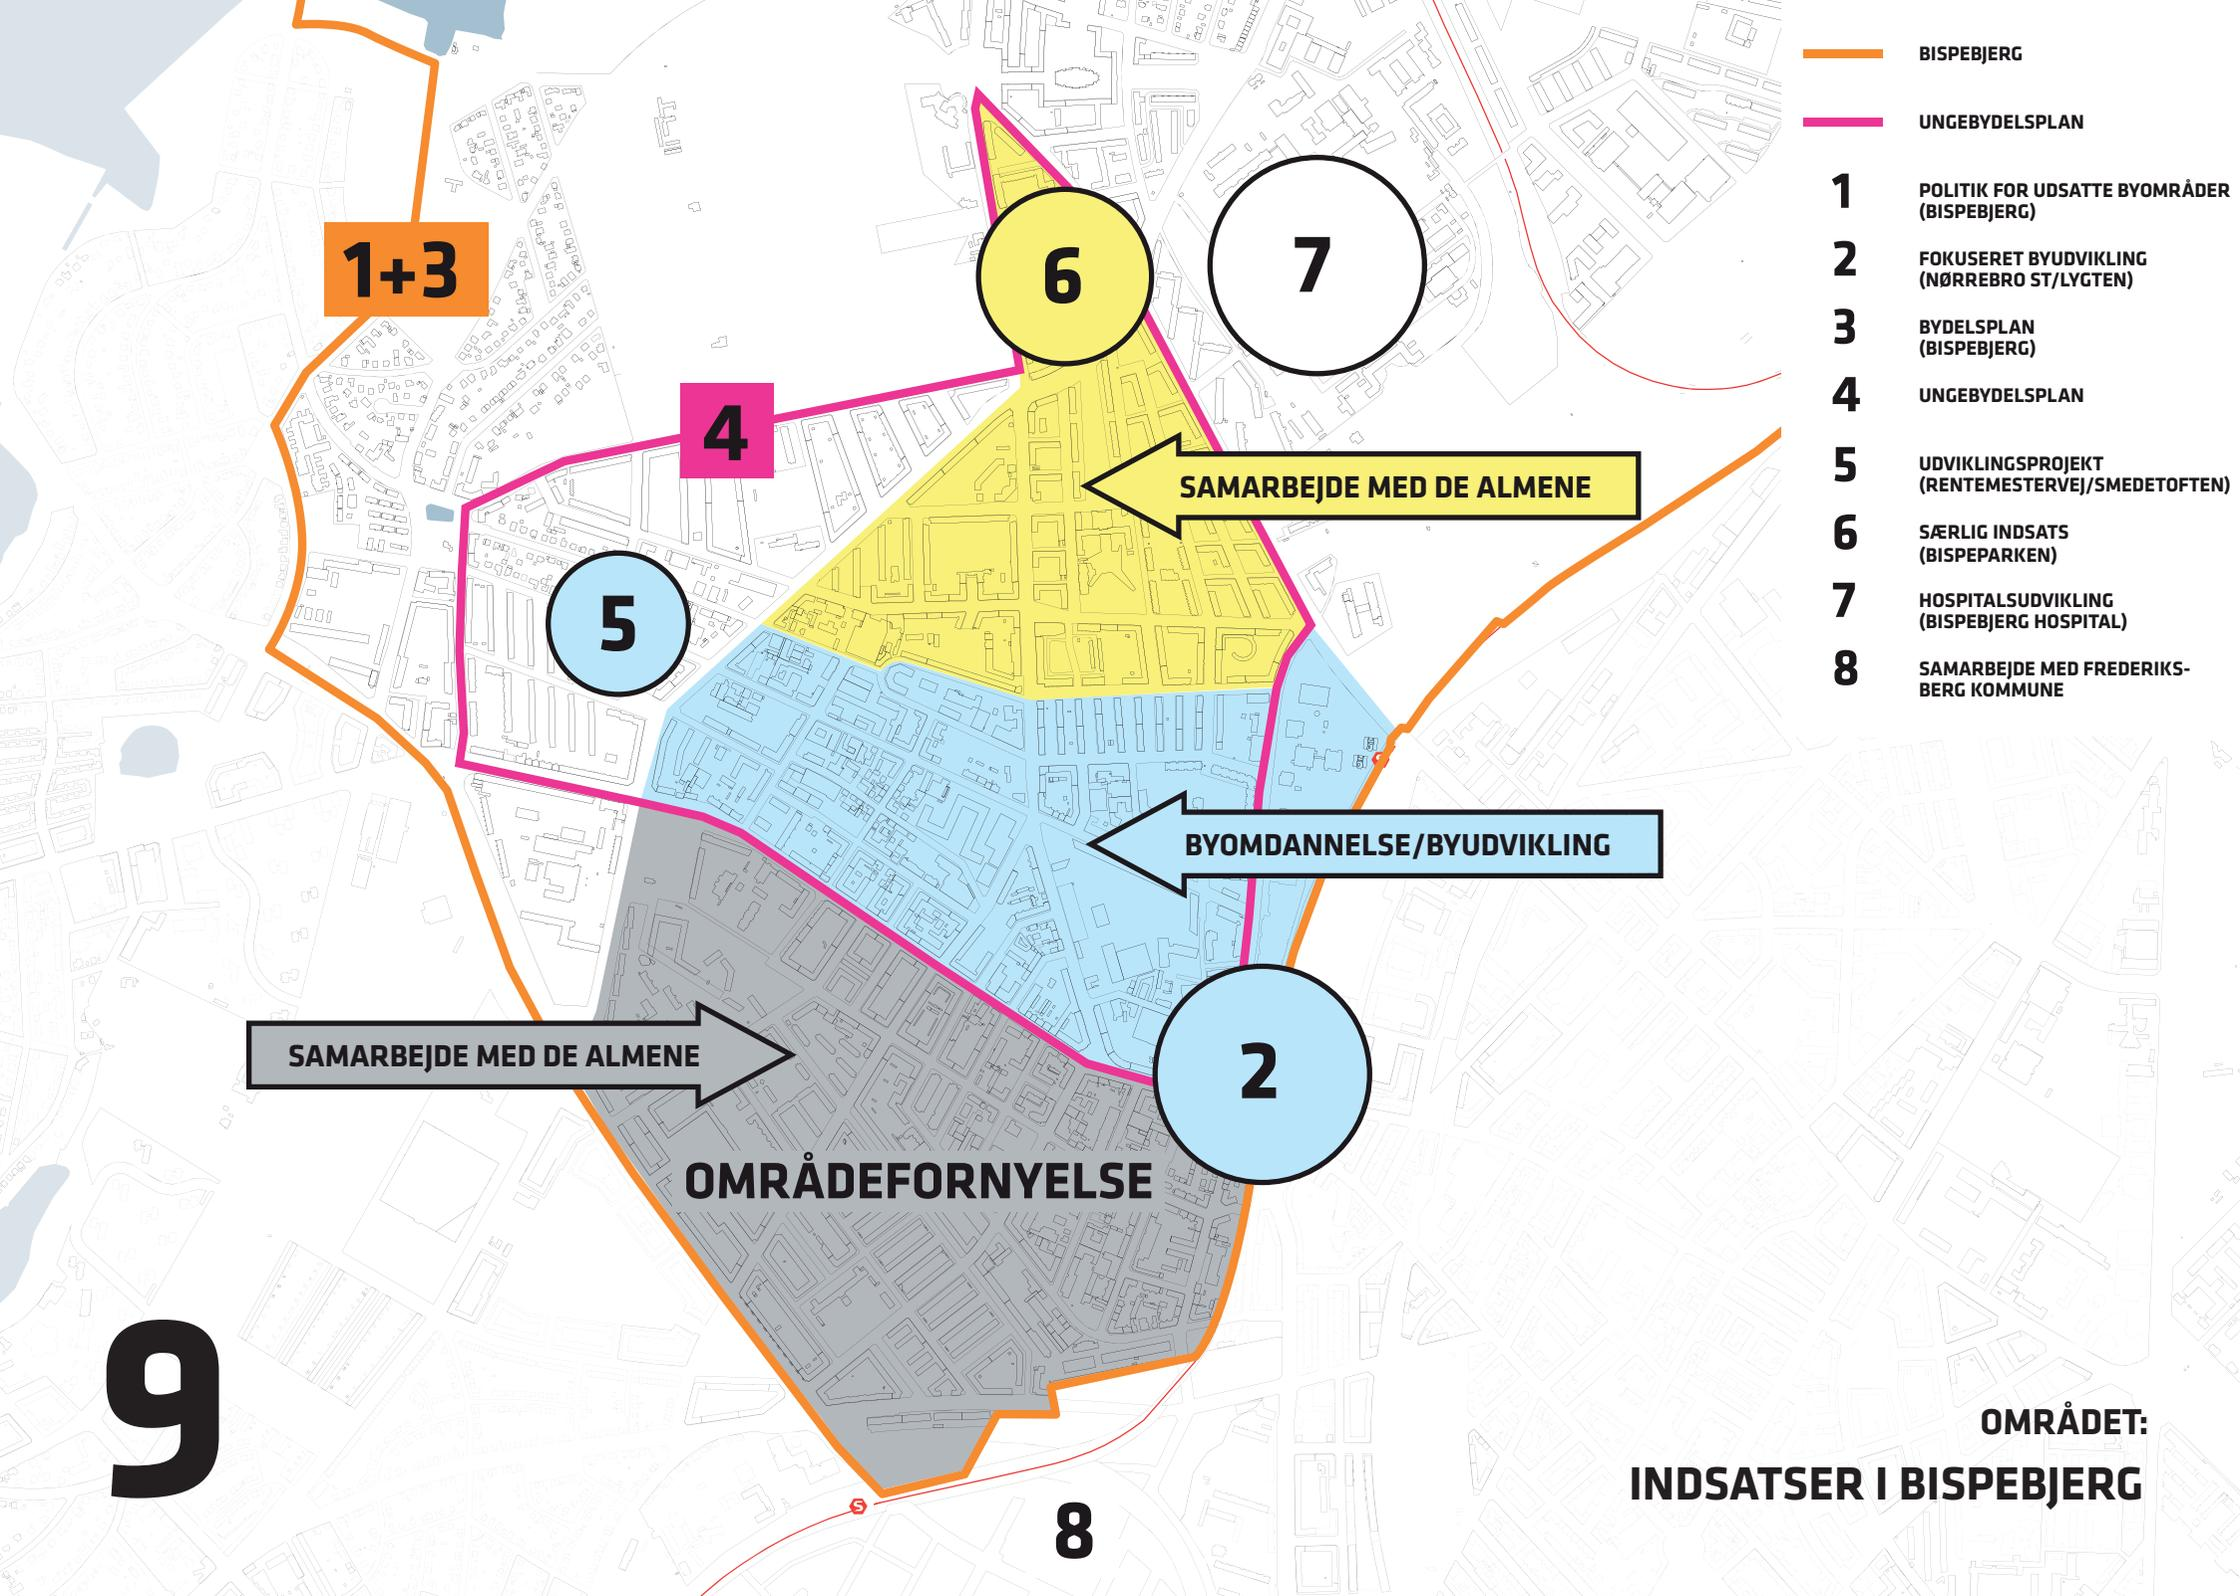 BISPEBJERG
UNGEBYDELSPLAN
1
POLITIK FOR UDSATTE BYOMRÅDER
(BISPEBJERG)
2
FOKUSERET BYUDVIKLING
(NØRREBRO ST/LYGTEN)
3
BYDELSPLAN
(BISPEBJERG)
4
UNGEBYDELSPLAN
5
UDVIKLINGSPROJEKT
(RENTEMESTERVEJ/SMEDETOFTEN)
6
SÆRLIG INDSATS
(BISPEPARKEN)
7
HOSPITALSUDVIKLING
(BISPEBJERG HOSPITAL)
8
SAMARBEJDE MED FREDERIKS-
BERG KOMMUNE
1+3
6
7
4
SAMARBEJDE MED DE ALMENE
5
BYOMDANNELSE/BYUDVIKLING
SAMARBEJDE MED DE ALMENE
2
OMRÅDEFORNYELSE
9
S
8
OMRÅDET:
INDSATSER I BISPEBJERG